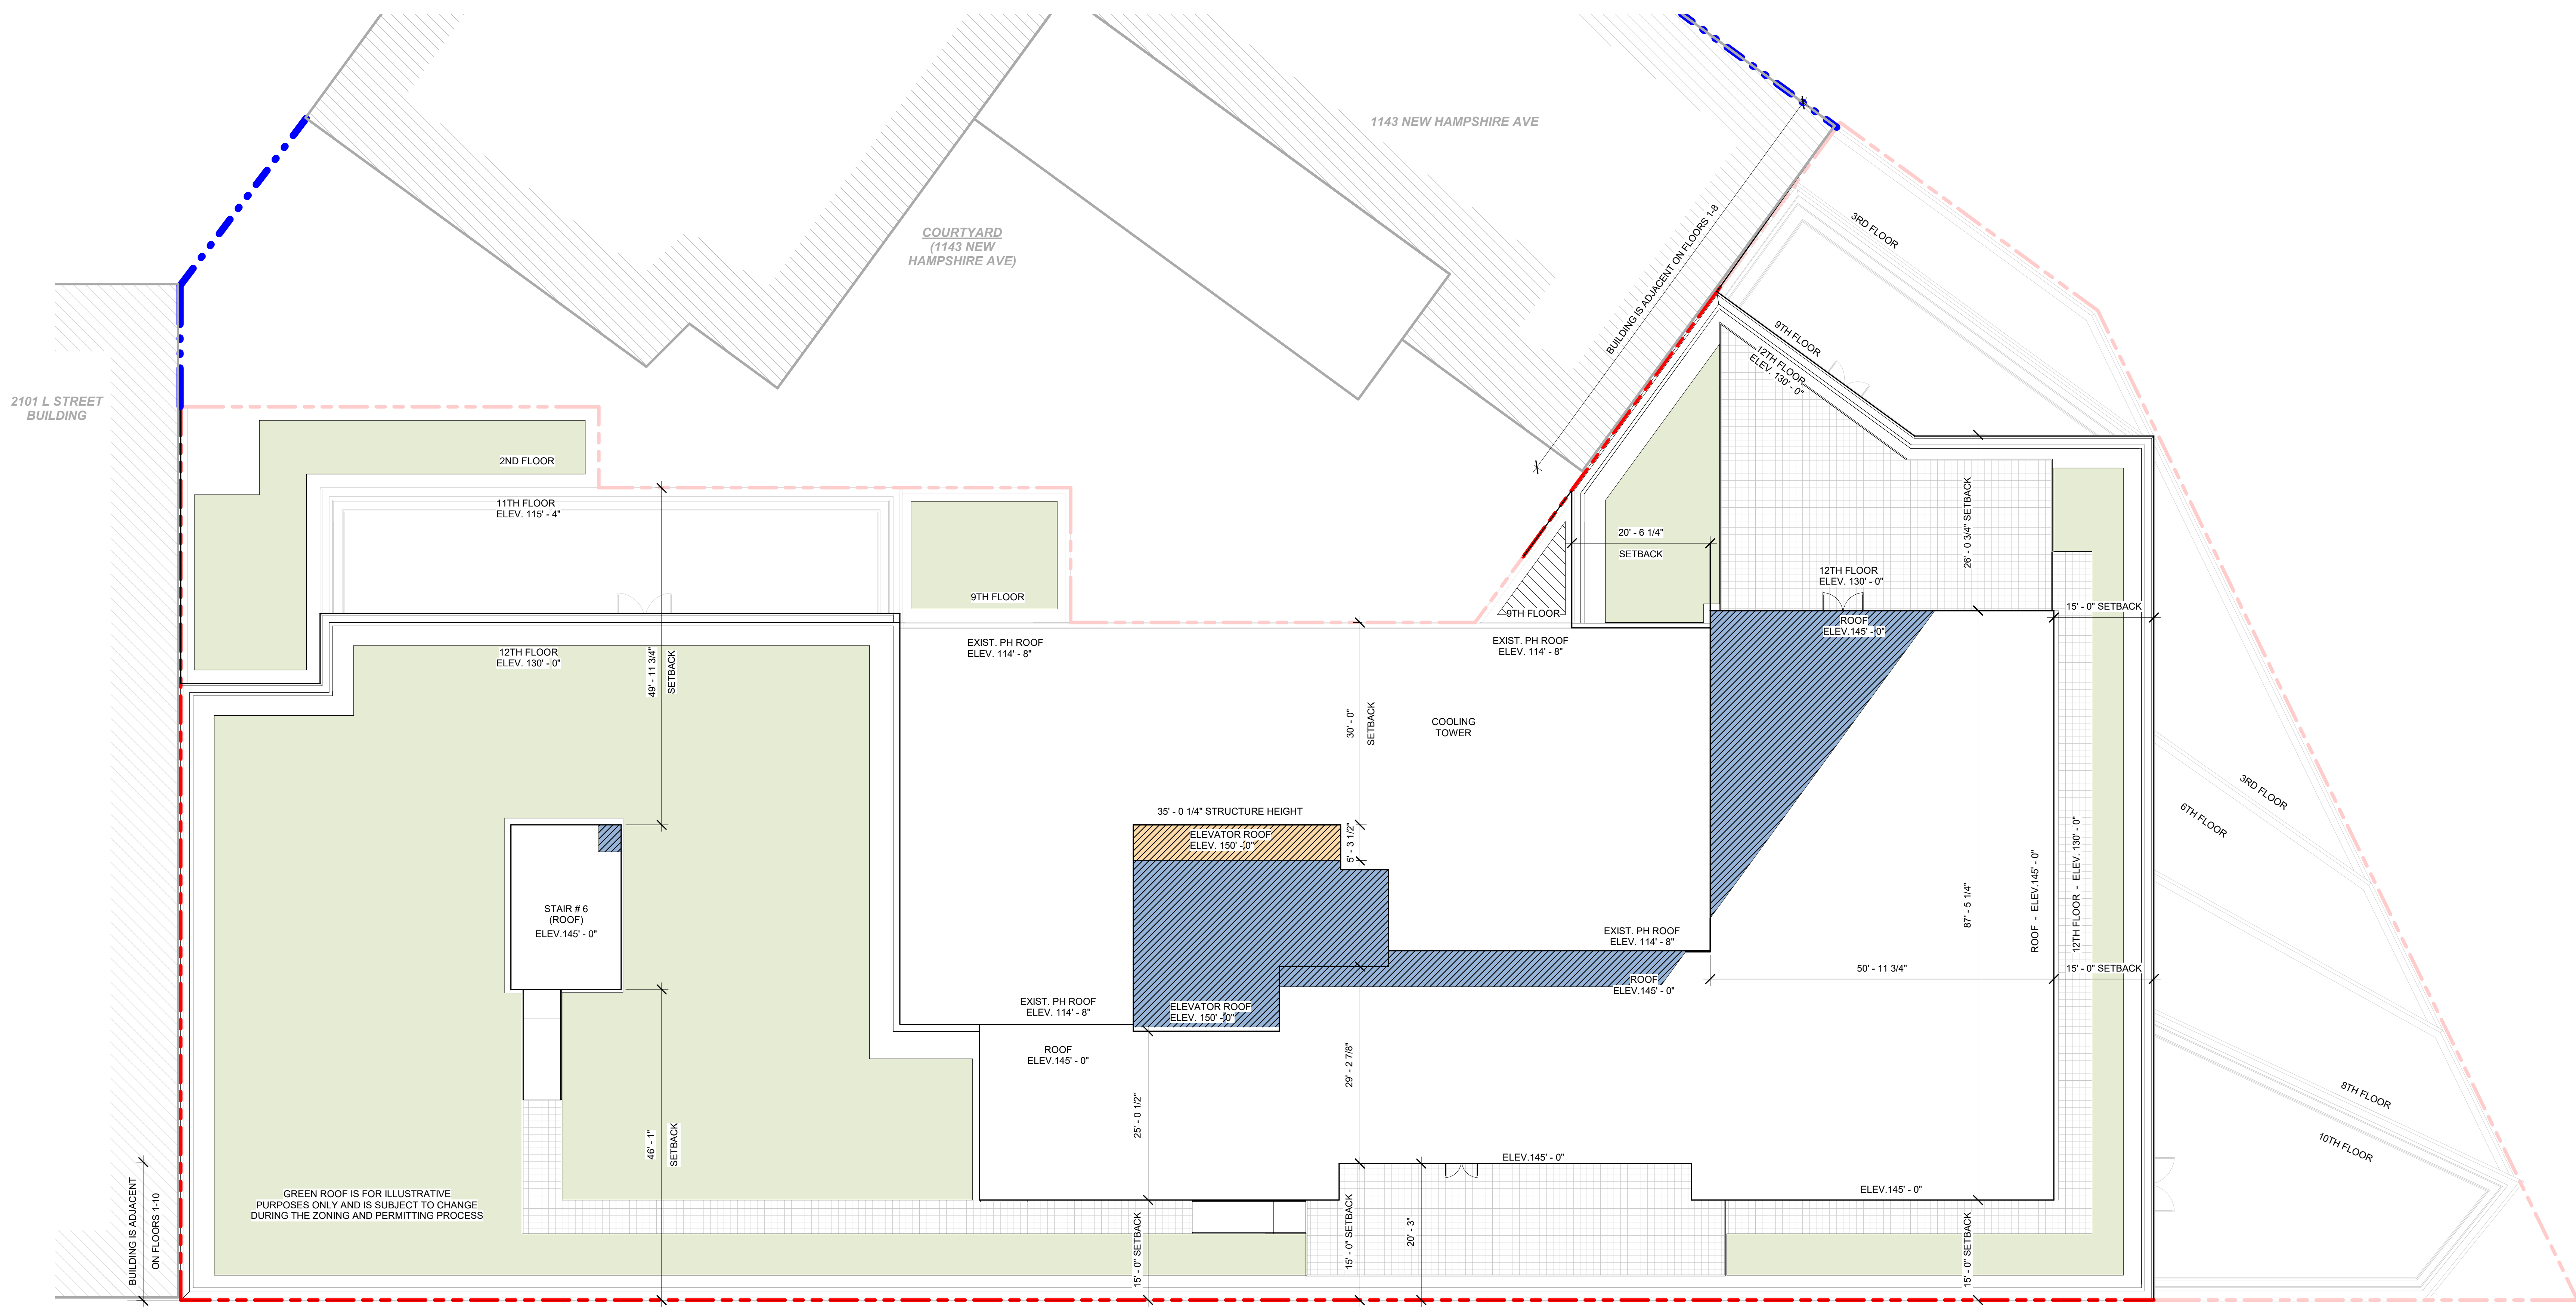 1143 NEW HAMPSHIRE AVE
COURTYARD
(1143 NEW
HAMPSHIRE AVE)
BUILDING IS ADJACENT ON FLOORS 1-8
3RD FLOOR
9TH FLOOR
12TH FLOOR
ELEV. 130' - 0"
2101 L STREET
BUILDING
2ND FLOOR
11TH FLOOR
ELEV. 115' - 4"
9TH FLOOR
9TH FLOOR
20' - 6 1/4"
SETBACK
26' - 0 3/4" SETBACK
12TH FLOOR
ELEV. 130' - 0"
15' - 0" SETBACK
ROOF
ELEV.145' - 0"
12TH FLOOR
ELEV. 130' - 0"
49' - 11 3/4"
SETBACK
EXIST. PH ROOF
ELEV. 114' - 8"
EXIST. PH ROOF
ELEV. 114' - 8"
30' - 0"
SETBACK
COOLING
TOWER
35' - 0 1/4" STRUCTURE HEIGHT
ELEVATOR ROOF
ELEV. 150' - 0"
5' - 3 1/2"
3RD FLOOR
6TH FLOOR
STAIR # 6
(ROOF)
ELEV.145' - 0"
EXIST. PH ROOF
ELEV. 114' - 8"
87' - 5 1/4"
ROOF - ELEV.145' - 0"
12TH FLOOR - ELEV. 130' - 0"
50' - 11 3/4"
15' - 0" SETBACK
ROOF
ELEV.145' - 0"
EXIST. PH ROOF
ELEV. 114' - 8"
ELEVATOR ROOF
ELEV. 150' - 0"
ROOF
ELEV.145' - 0"
29' - 2 7/8"
25' - 0 1/2"
46' - 1"
SETBACK
8TH FLOOR
10TH FLOOR
ELEV.145' - 0"
ELEV.145' - 0"
BUILDING IS ADJACENT
ON FLOORS 1-10
GREEN ROOF IS FOR ILLUSTRATIVE
PURPOSES ONLY AND IS SUBJECT TO CHANGE
DURING THE ZONING AND PERMITTING PROCESS
15' - 0" SETBACK
15' - 0" SETBACK
20' - 3"
15' - 0" SETBACK